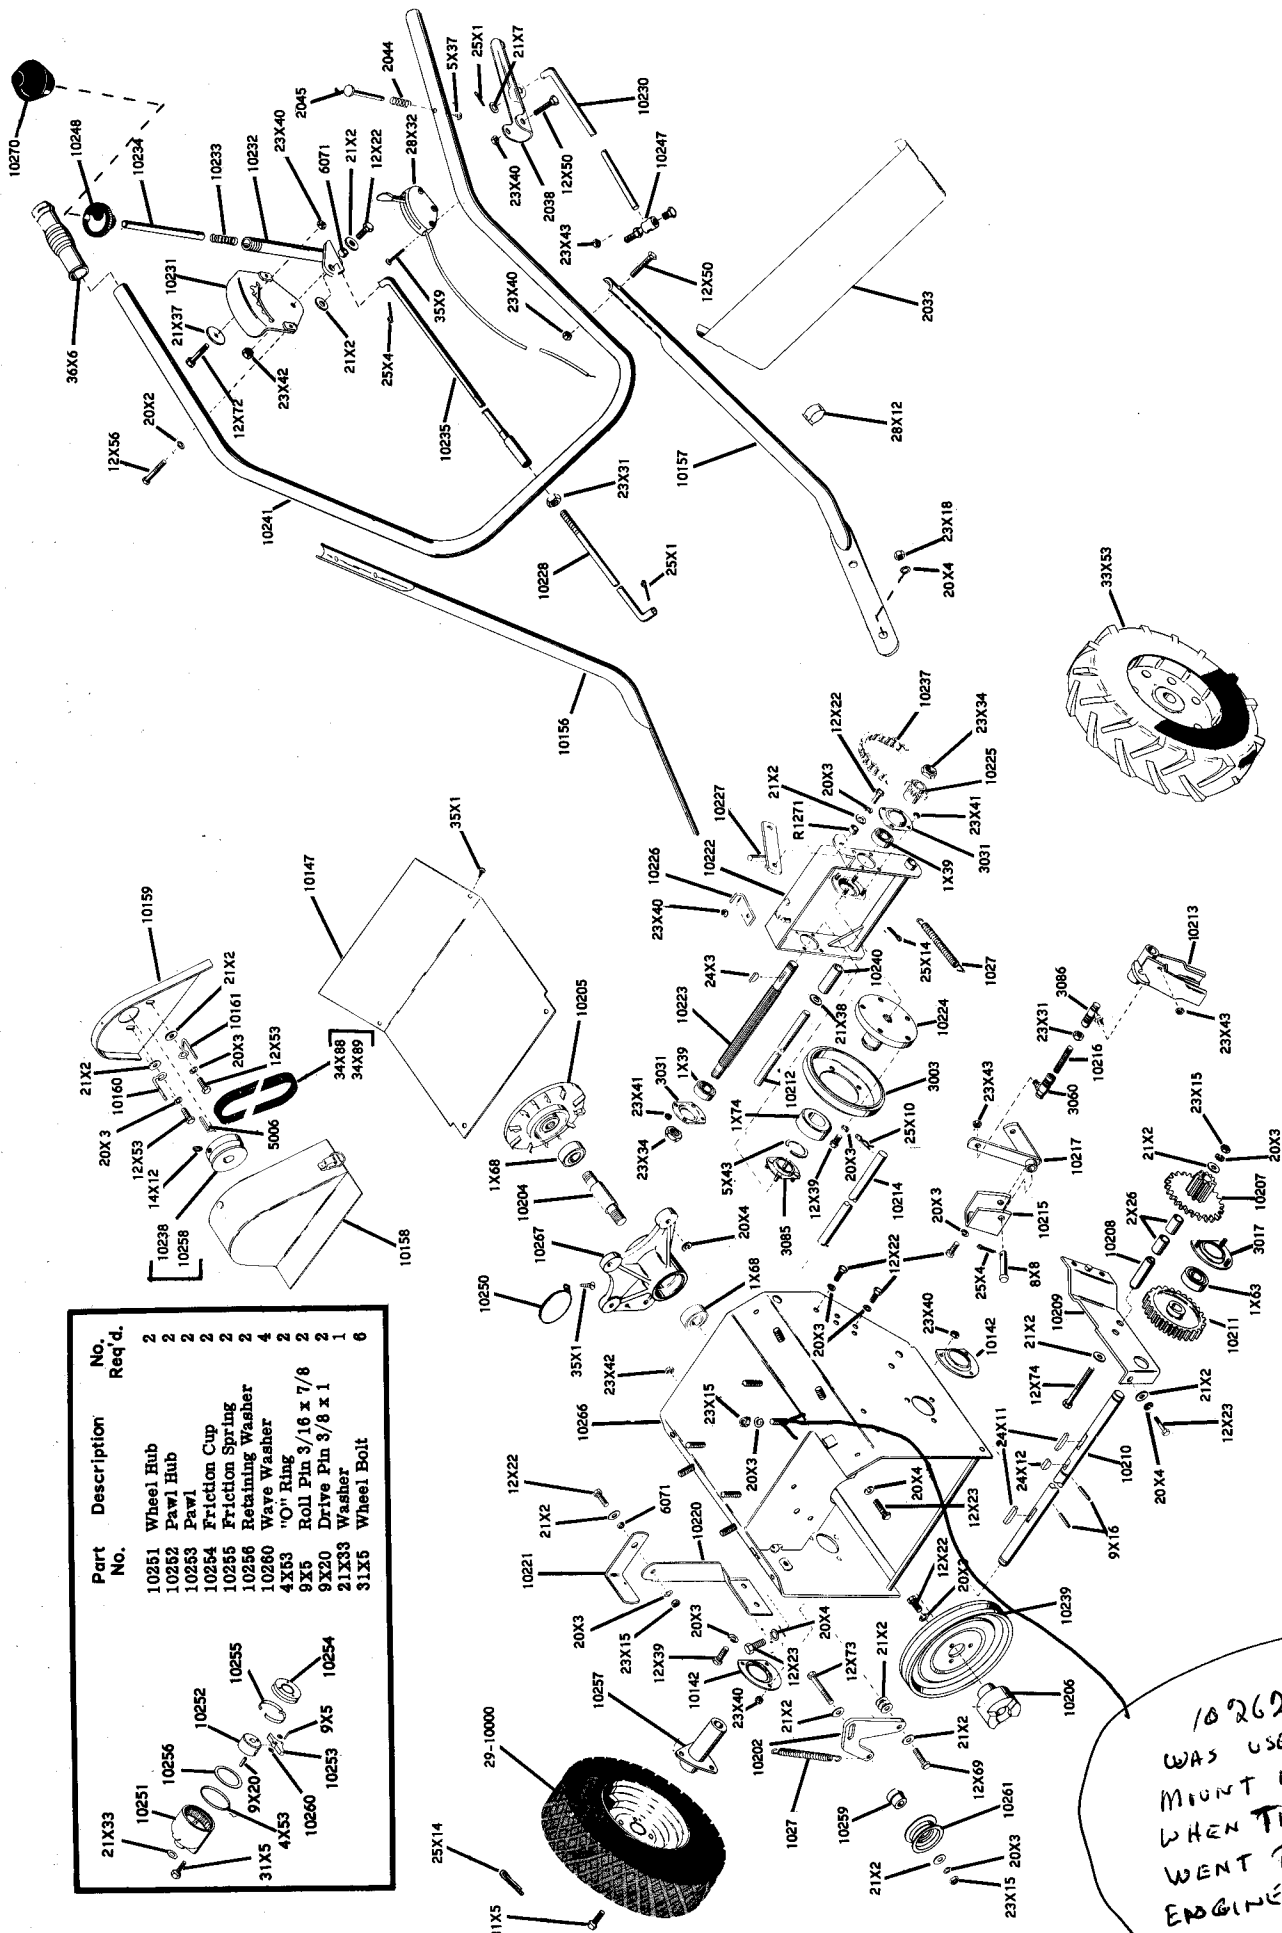 Part No. Description No. Req'd.
10251 Wheel Hub 2
10252 Pawl Hub 2
10253 Pawl 2
10254 Friction Cup 2
10255 Friction Spring 2
10256 Retaining Washer 2
10260 Wave Washer 4
4X53 "O" Ring 2
9X5 Roll Pin 3/16 x 7/8 2
9X20 Drive Pin 3/8 x 1 2
21X33 Washer 1
31X5 Wheel Bolt 6
21X33
10251
10256
10252
10255
31X5
4X53
9X20
10260
10253
9X5
10254
10270
10248
10234
10233
10232
23X40
6071
21X2
12X22
2045
2044
5X37
25X1
21X7
10230
36X6
10231
21X37
12X72
23X42
21X2
25X4
28X32
35X9
23X40
2038
12X50
10247
23X43
12X56
20X2
10241
10235
23X40
12X50
2033
23X31
10228
25X1
10157
28X12
10156
23X18
20X4
33X53
10159
21X2
10161
20X3
12X53
21X2
10160
20X3
12X53
14X12
5006
34X88
34X89
10238
10258
10158
10147
35X1
10205
1X68
10204
10267
10250
35X1
20X4
1X68
23X41
3031
1X39
23X34
10223
24X3
23X40
10226
10222
10227
R1271
21X2
20X3
12X22
10237
23X34
10225
23X41
3031
1X39
25X14
1027
10240
21X38
10224
10212
3003
1X74
5X43
3085
12X39
20X3
25X10
10214
10213
3086
23X31
10216
23X43
3060
23X43
10217
10215
20X3
12X22
25X4
8X8
23X15
21X2
20X3
10207
2X26
10208
3017
1X63
10209
10211
21X2
12X74
21X2
12X23
20X4
24X11
24X12
10210
9X16
23X42
10266
23X15
20X3
20X3
23X40
10142
20X4
12X23
12X22
21X2
6071
10221
10220
20X3
23X15
12X39
20X3
20X4
12X23
10142
23X40
10257
12X73
21X2
21X2
10202
1027
21X2
12X69
12X22
20X3
10239
10206
29-10000
25X14
10259
10261
21X2
20X3
23X15
WAS
MOUNT
WHEN
WENT
ENGINE